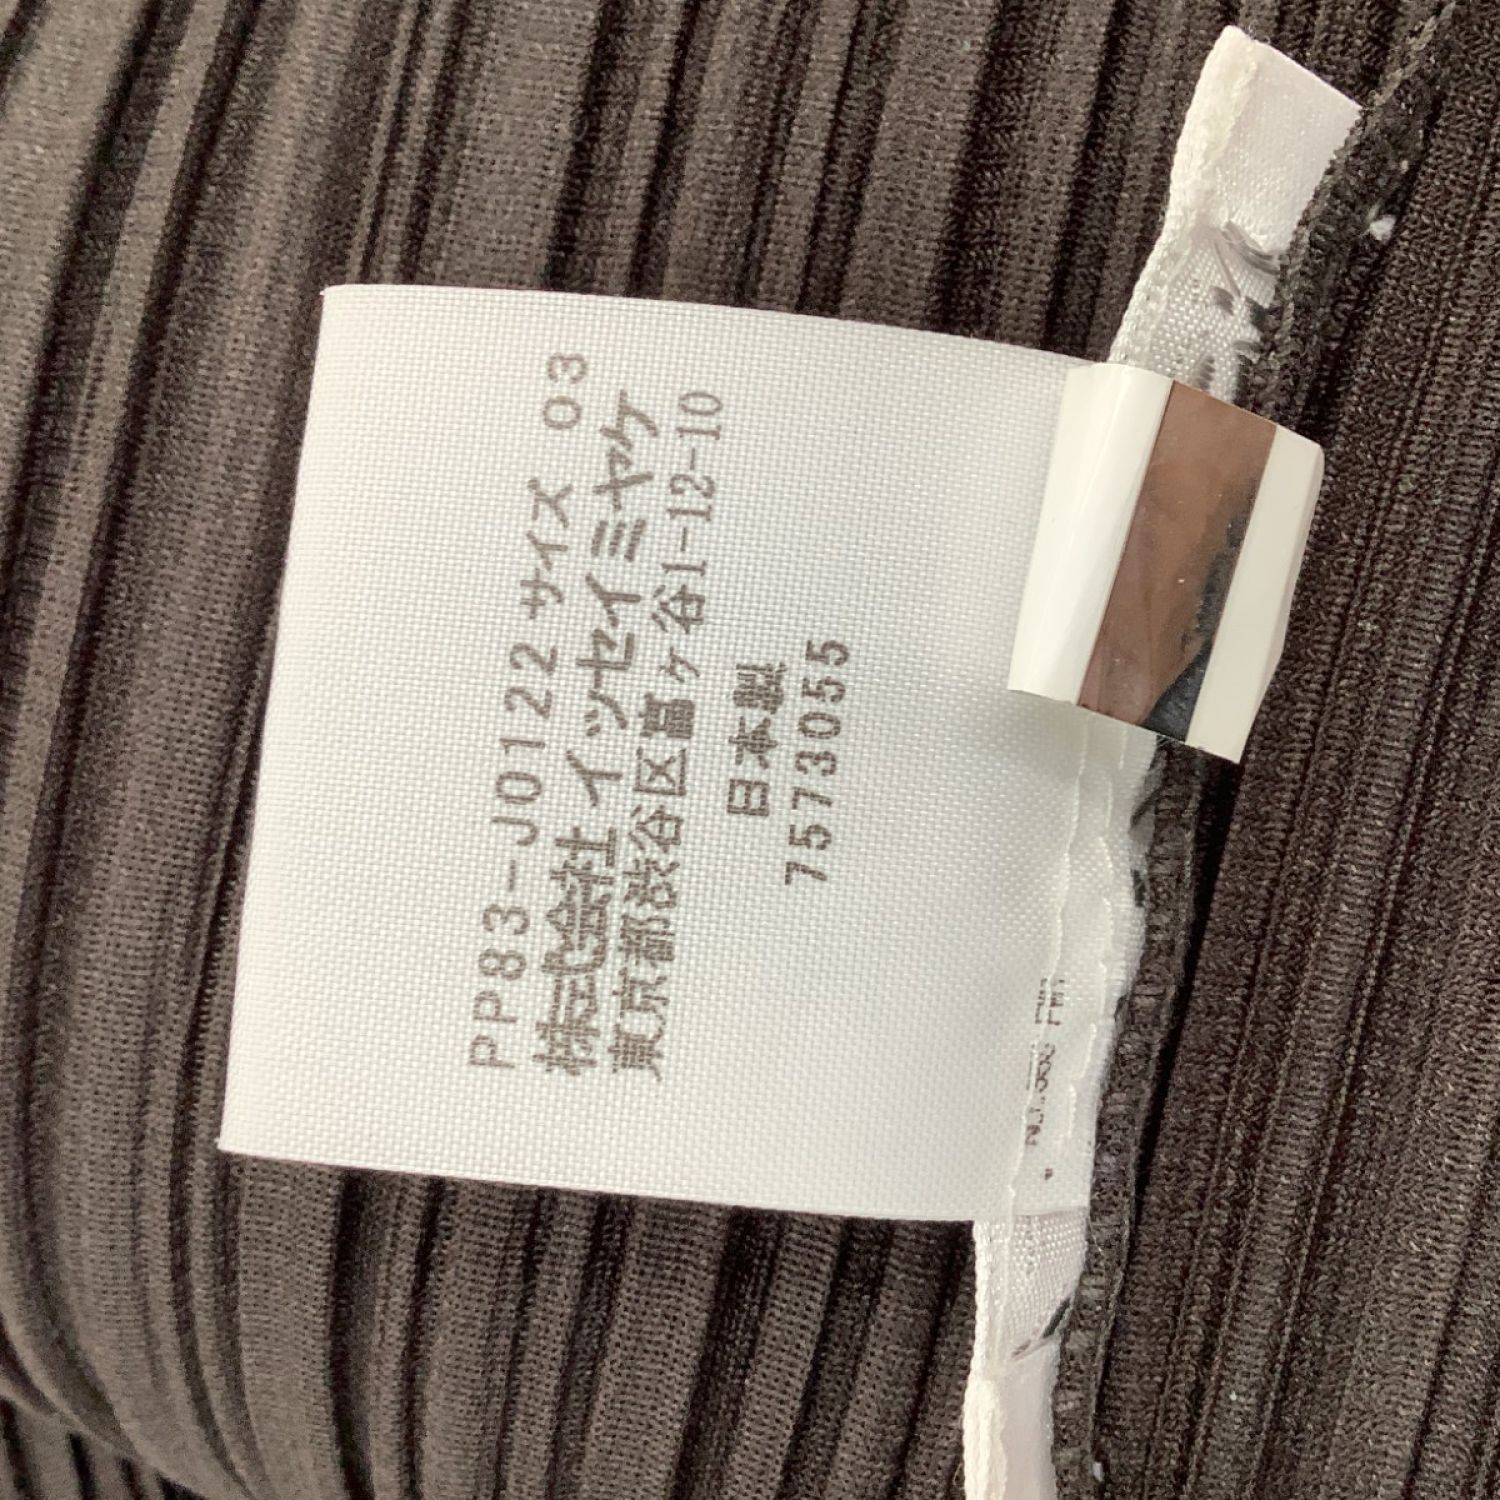 PP83-J0122 サイズ 03
株式会社 イッセイミヤケ
東京都渋谷区富ヶ谷1-12-10
日本製
7573055